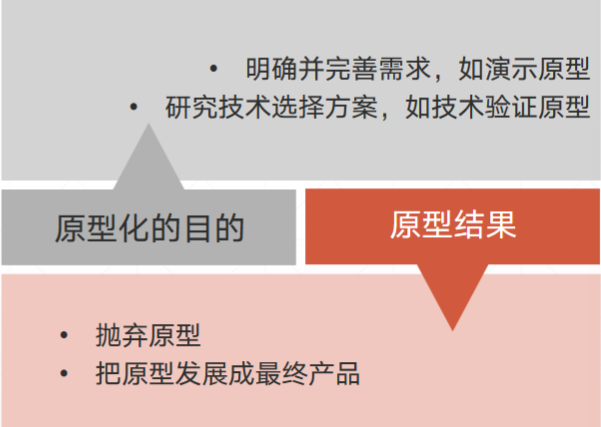 • 明确并完善需求，如演示原型
• 研究技术选择方案，如技术验证原型
原型化的目的
原型结果
• 抛弃原型
• 把原型发展成最终产品